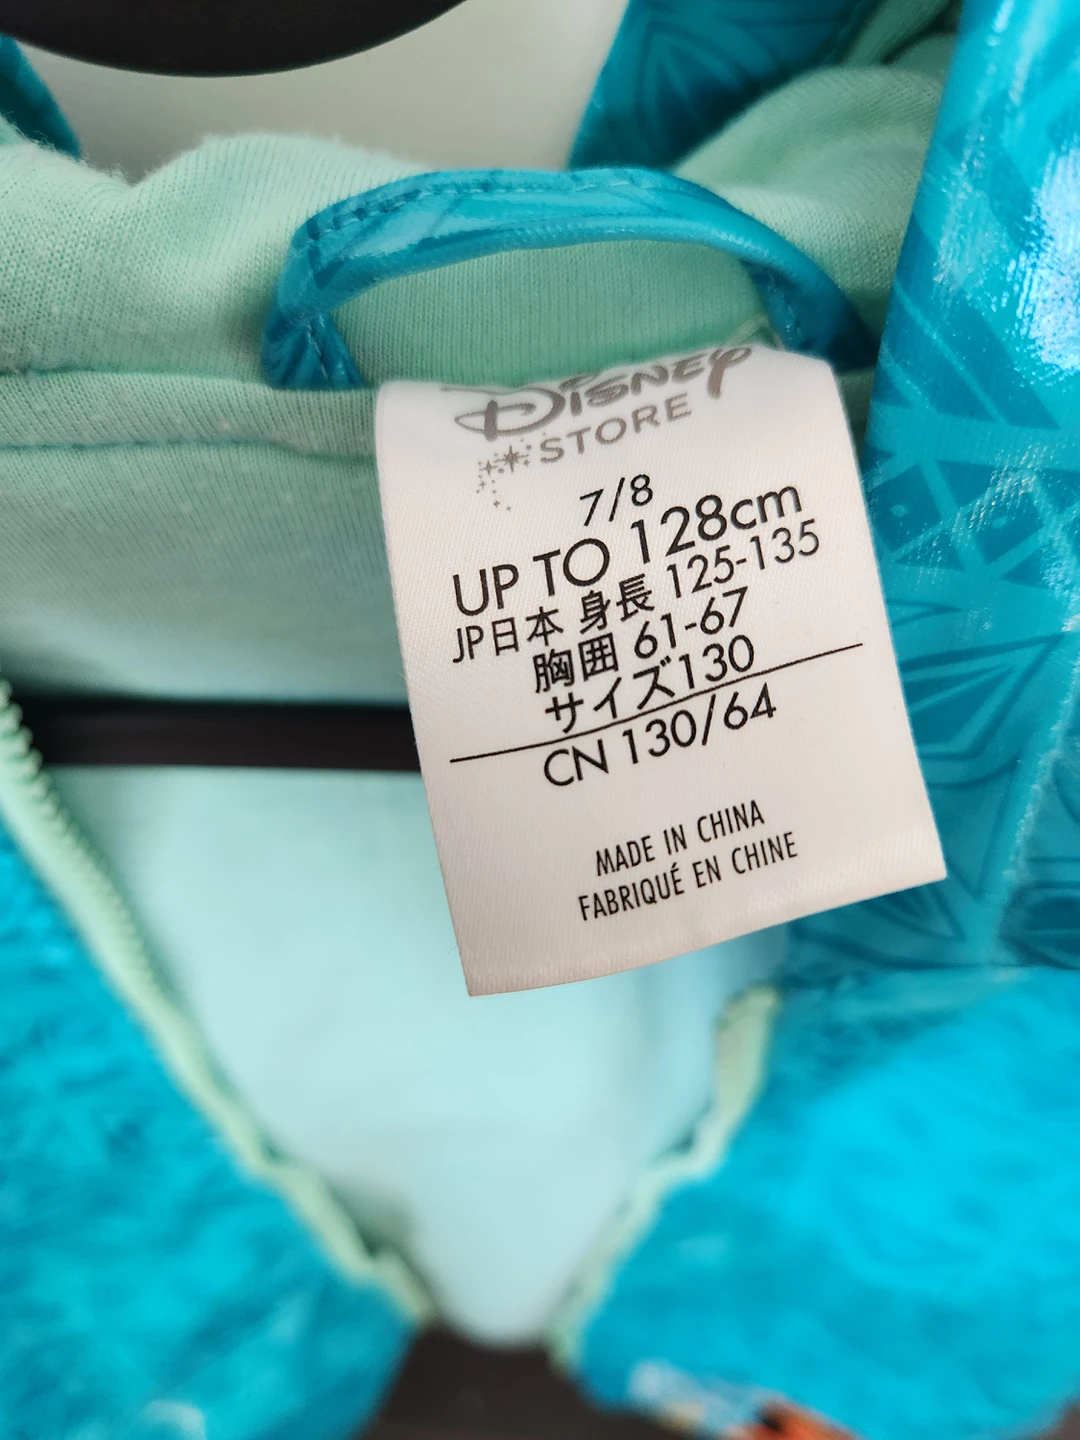 DISNEY
STORE
7/8
UP TO 128cm
JP日本 身長 125-135
胸囲 61-67
サイズ130
CN 130/64
MADE IN CHINA
FABRIQUÉ EN CHINE